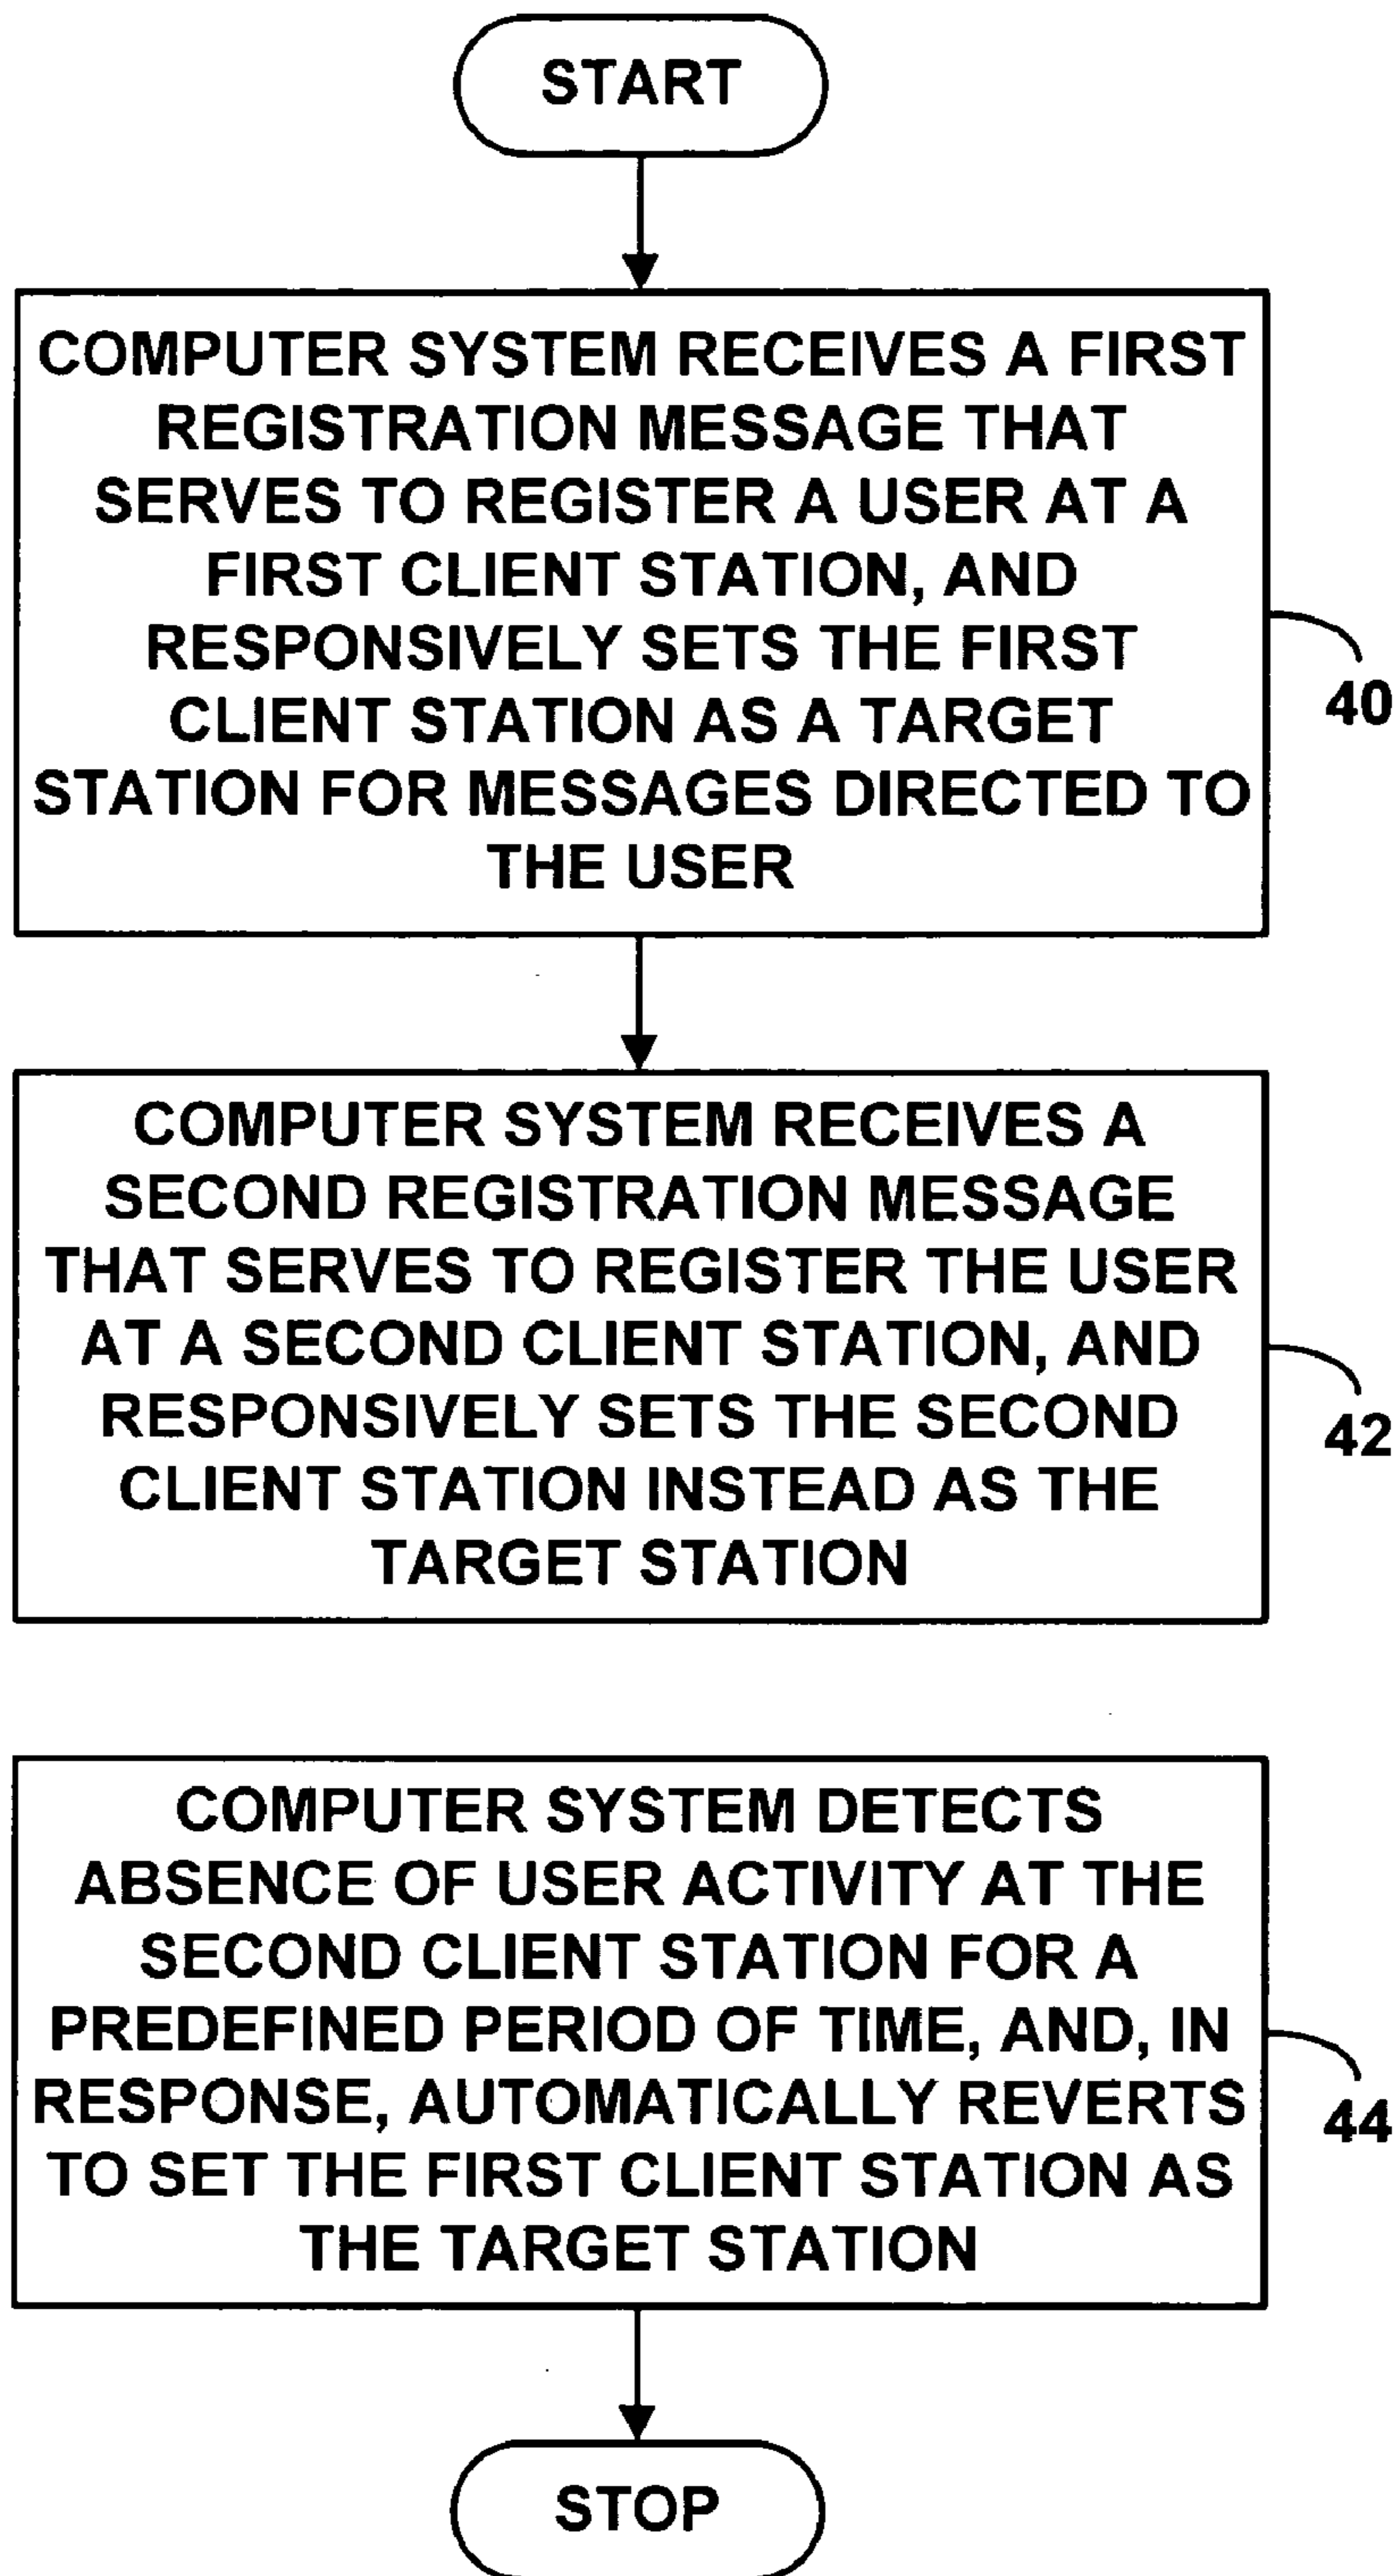 START
COMPUTER SYSTEM RECEIVES A FIRST
REGISTRATION MESSAGE THAT
SERVES TO REGISTER A USER AT A
FIRST CLIENT STATION, AND
RESPONSIVELY SETS THE FIRST
CLIENT STATION AS A TARGET
STATION FOR MESSAGES DIRECTED TO
THE USER
40
COMPUTER SYSTEM RECEIVES A
SECOND REGISTRATION MESSAGE
THAT SERVES TO REGISTER THE USER
AT A SECOND CLIENT STATION, AND
RESPONSIVELY SETS THE SECOND
CLIENT STATION INSTEAD AS THE
TARGET STATION
42
COMPUTER SYSTEM DETECTS
ABSENCE OF USER ACTIVITY AT THE
SECOND CLIENT STATION FOR A
PREDEFINED PERIOD OF TIME, AND, IN
RESPONSE, AUTOMATICALLY REVERTS
TO SET THE FIRST CLIENT STATION AS
THE TARGET STATION
44
STOP